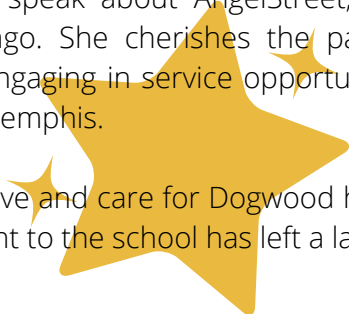 speak about AngelStreet,
ago. She cherishes the pa
ngaging in service opportu
emphis.
ve and care for Dogwood h
nt to the school has left a la